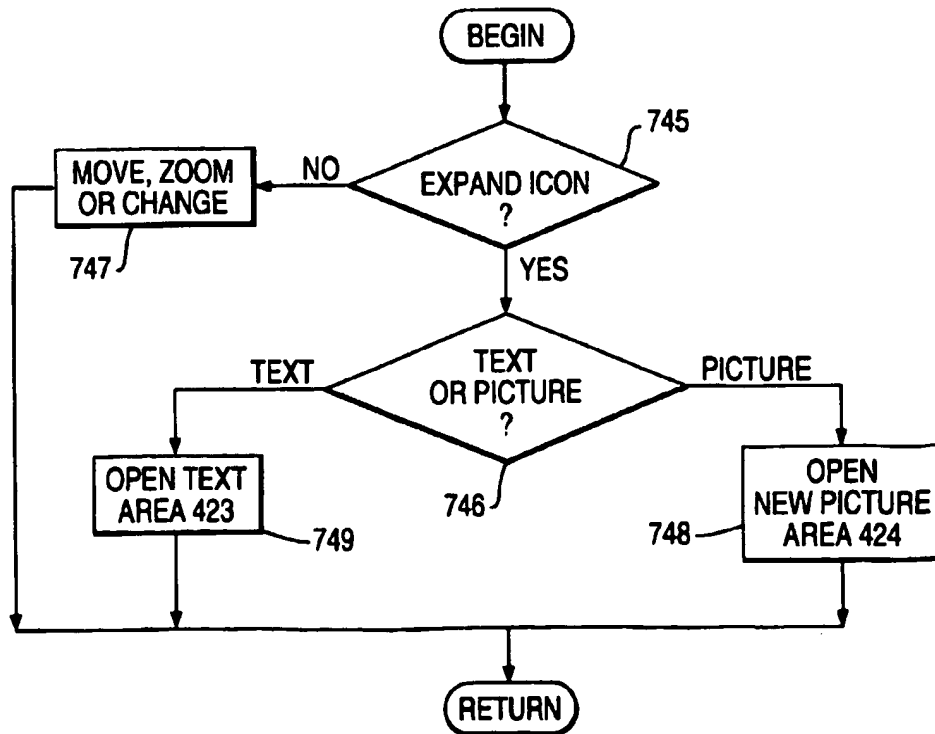 BEGIN
745
EXPAND ICON
?
NO
MOVE, ZOOM
OR CHANGE
747
YES
TEXT
OR PICTURE
?
746
TEXT
PICTURE
OPEN TEXT
AREA 423
749
OPEN
NEW PICTURE
AREA 424
748
RETURN